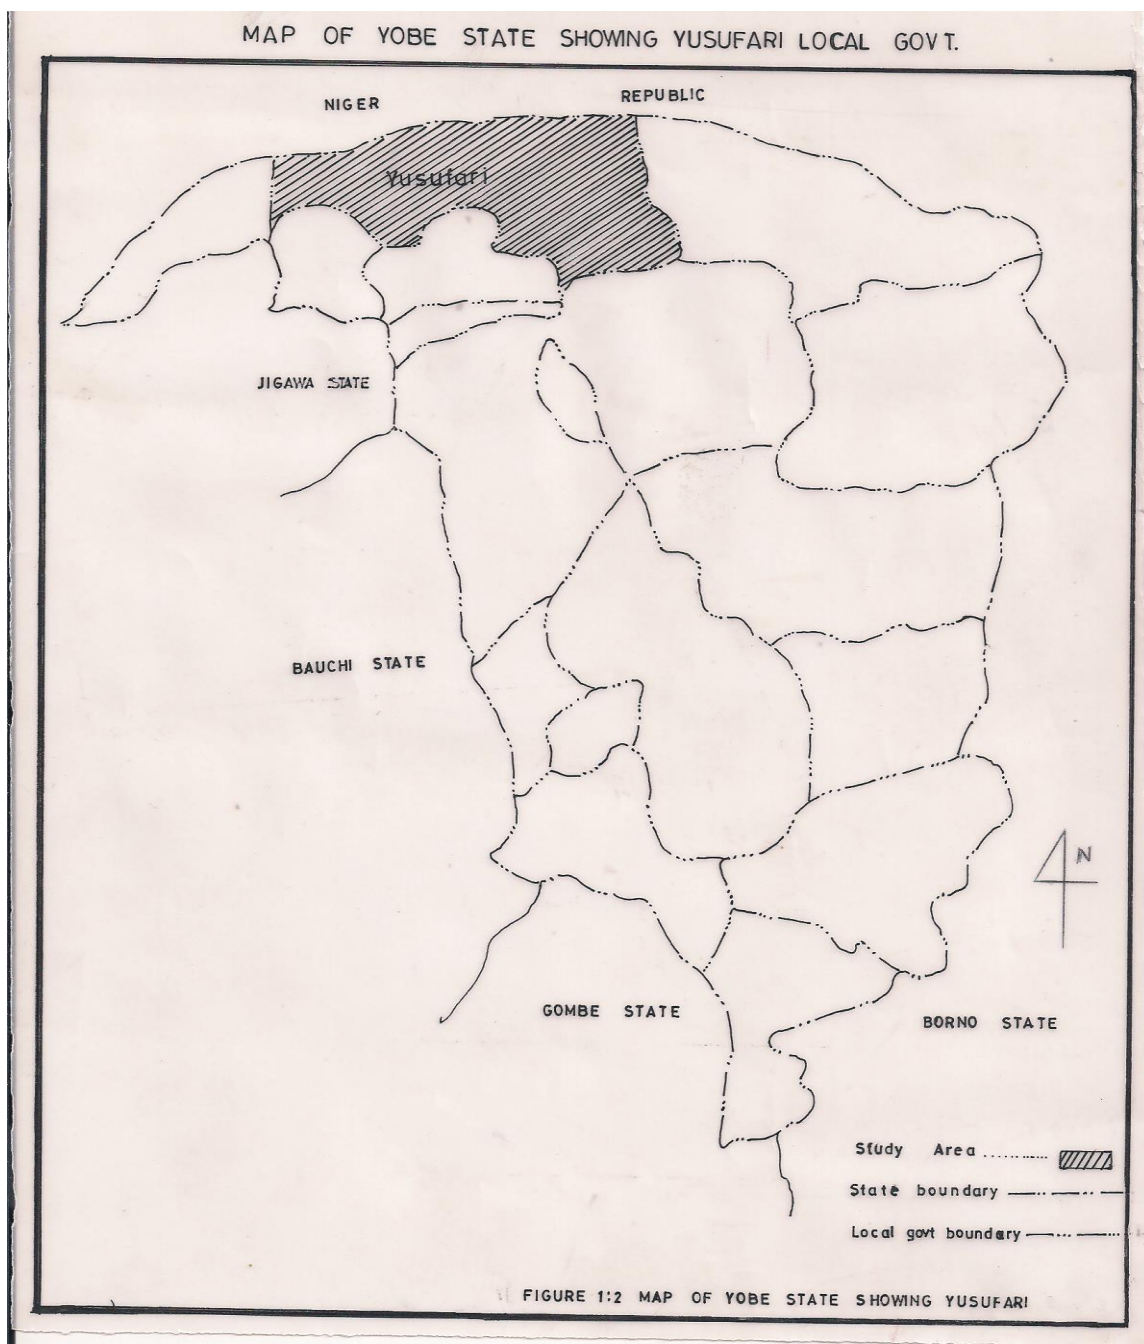 MAP OF YOBE STATE SHOWING YUSUFARI LOCAL GOVT.
NIGER REPUBLIC
Yusufari
JIGAWA STATE
BAUCHI STATE
N
GOMBE STATE
BORNO STATE
Study Area ..............
State boundary
Local govt boundary
FIGURE 1:2 MAP OF YOBE STATE SHOWING YUSUFARI